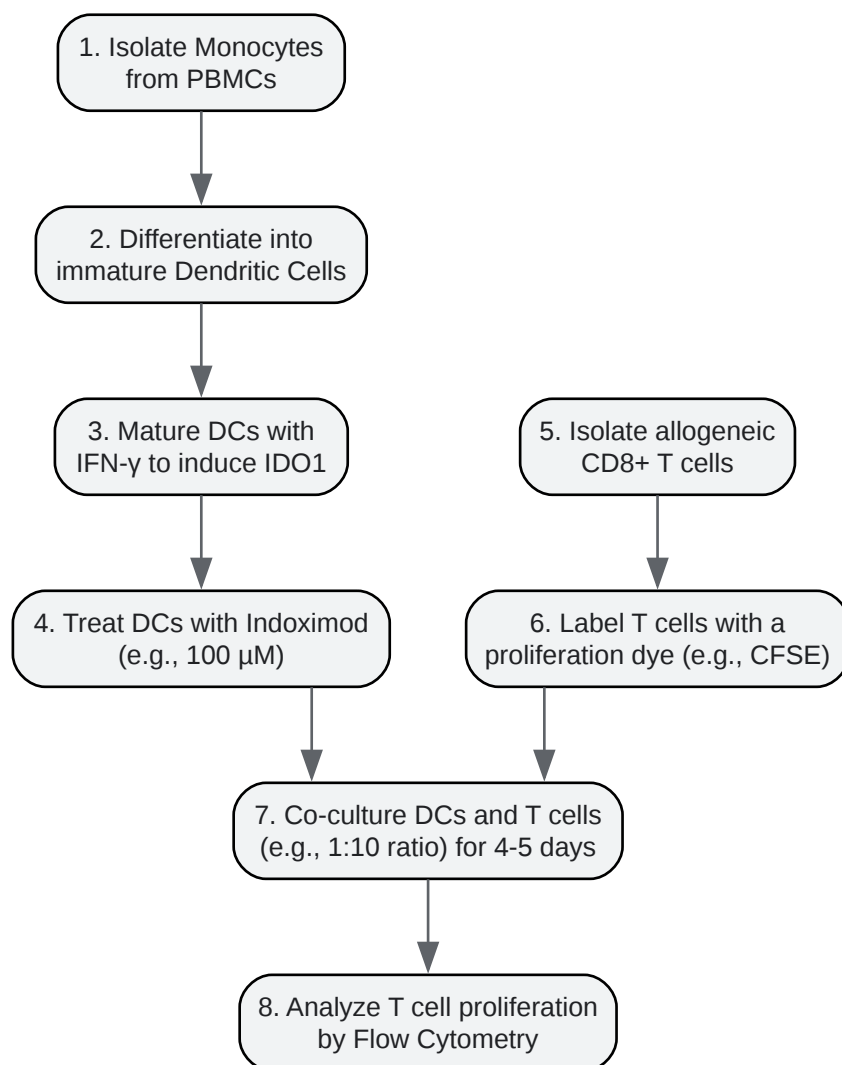 1. Isolate Monocytes
from PBMCs
2. Differentiate into
immature Dendritic Cells
3. Mature DCs with
IFN-γ to induce IDO1
4. Treat DCs with Indoximod
(e.g., 100 µM)
5. Isolate allogeneic
CD8+ T cells
6. Label T cells with a
proliferation dye (e.g., CFSE)
7. Co-culture DCs and T cells
(e.g., 1:10 ratio) for 4-5 days
8. Analyze T cell proliferation
by Flow Cytometry